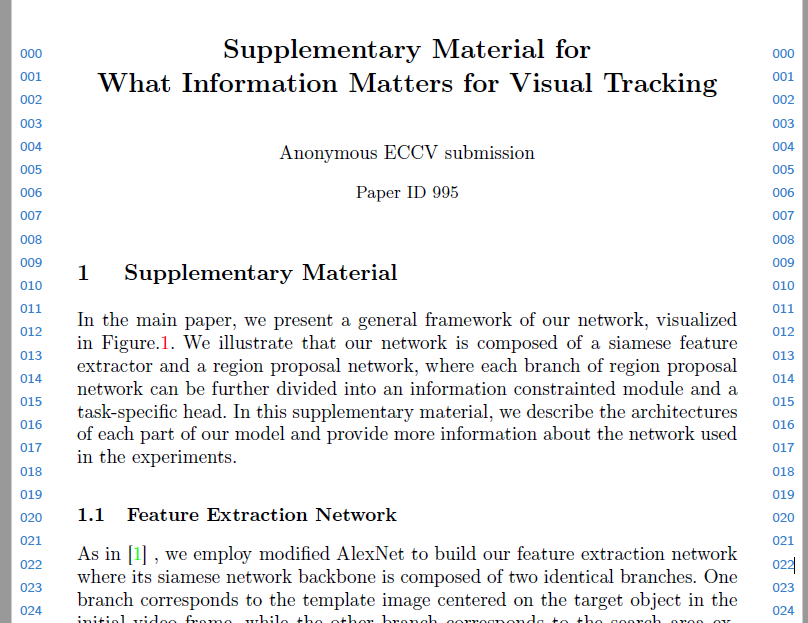 Supplementary Material for
What Information Matters for Visual Tracking
Anonymous ECCV submission
Paper ID 995
1 Supplementary Material
In the main paper, we present a general framework of our network, visualized
in Figure.1. We illustrate that our network is composed of a siamese feature
extractor and a region proposal network, where each branch of region proposal
network can be further divided into an information constrainted module and a
task-specific head. In this supplementary material, we describe the architectures
of each part of our model and provide more information about the network used
in the experiments.
1.1 Feature Extraction Network
As in [1] , we employ modified AlexNet to build our feature extraction network
where its siamese network backbone is composed of two identical branches. One
branch corresponds to the template image centered on the target object in the
initial video frame, while the other branch corresponds to the search area ex-
000
001
002
003
004
005
006
007
008
009
010
011
012
013
014
015
016
017
018
019
020
021
022
023
024
000
001
002
003
004
005
006
007
008
009
010
011
012
013
014
015
016
017
018
019
020
021
022
023
024